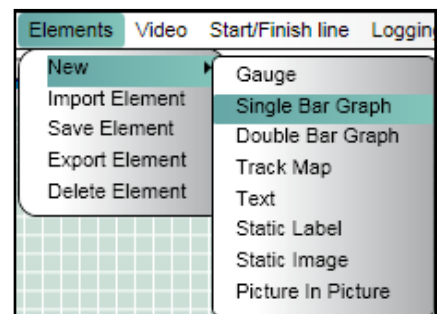 Elements Video Start/Finish line Loggin
New
Import Element
Save Element
Export Element
Delete Element
Gauge
Single Bar Graph
Double Bar Graph
Track Map
Text
Static Label
Static Image
Picture In Picture